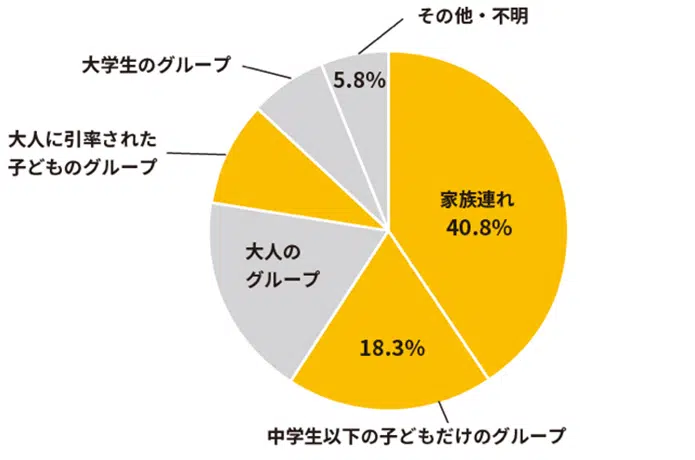 その他・不明
大学生のグループ
5.8%
大人に引率された
子どものグループ
家族連れ
40.8%
大人の
グループ
18.3%
中学生以下の子どもだけのグループ